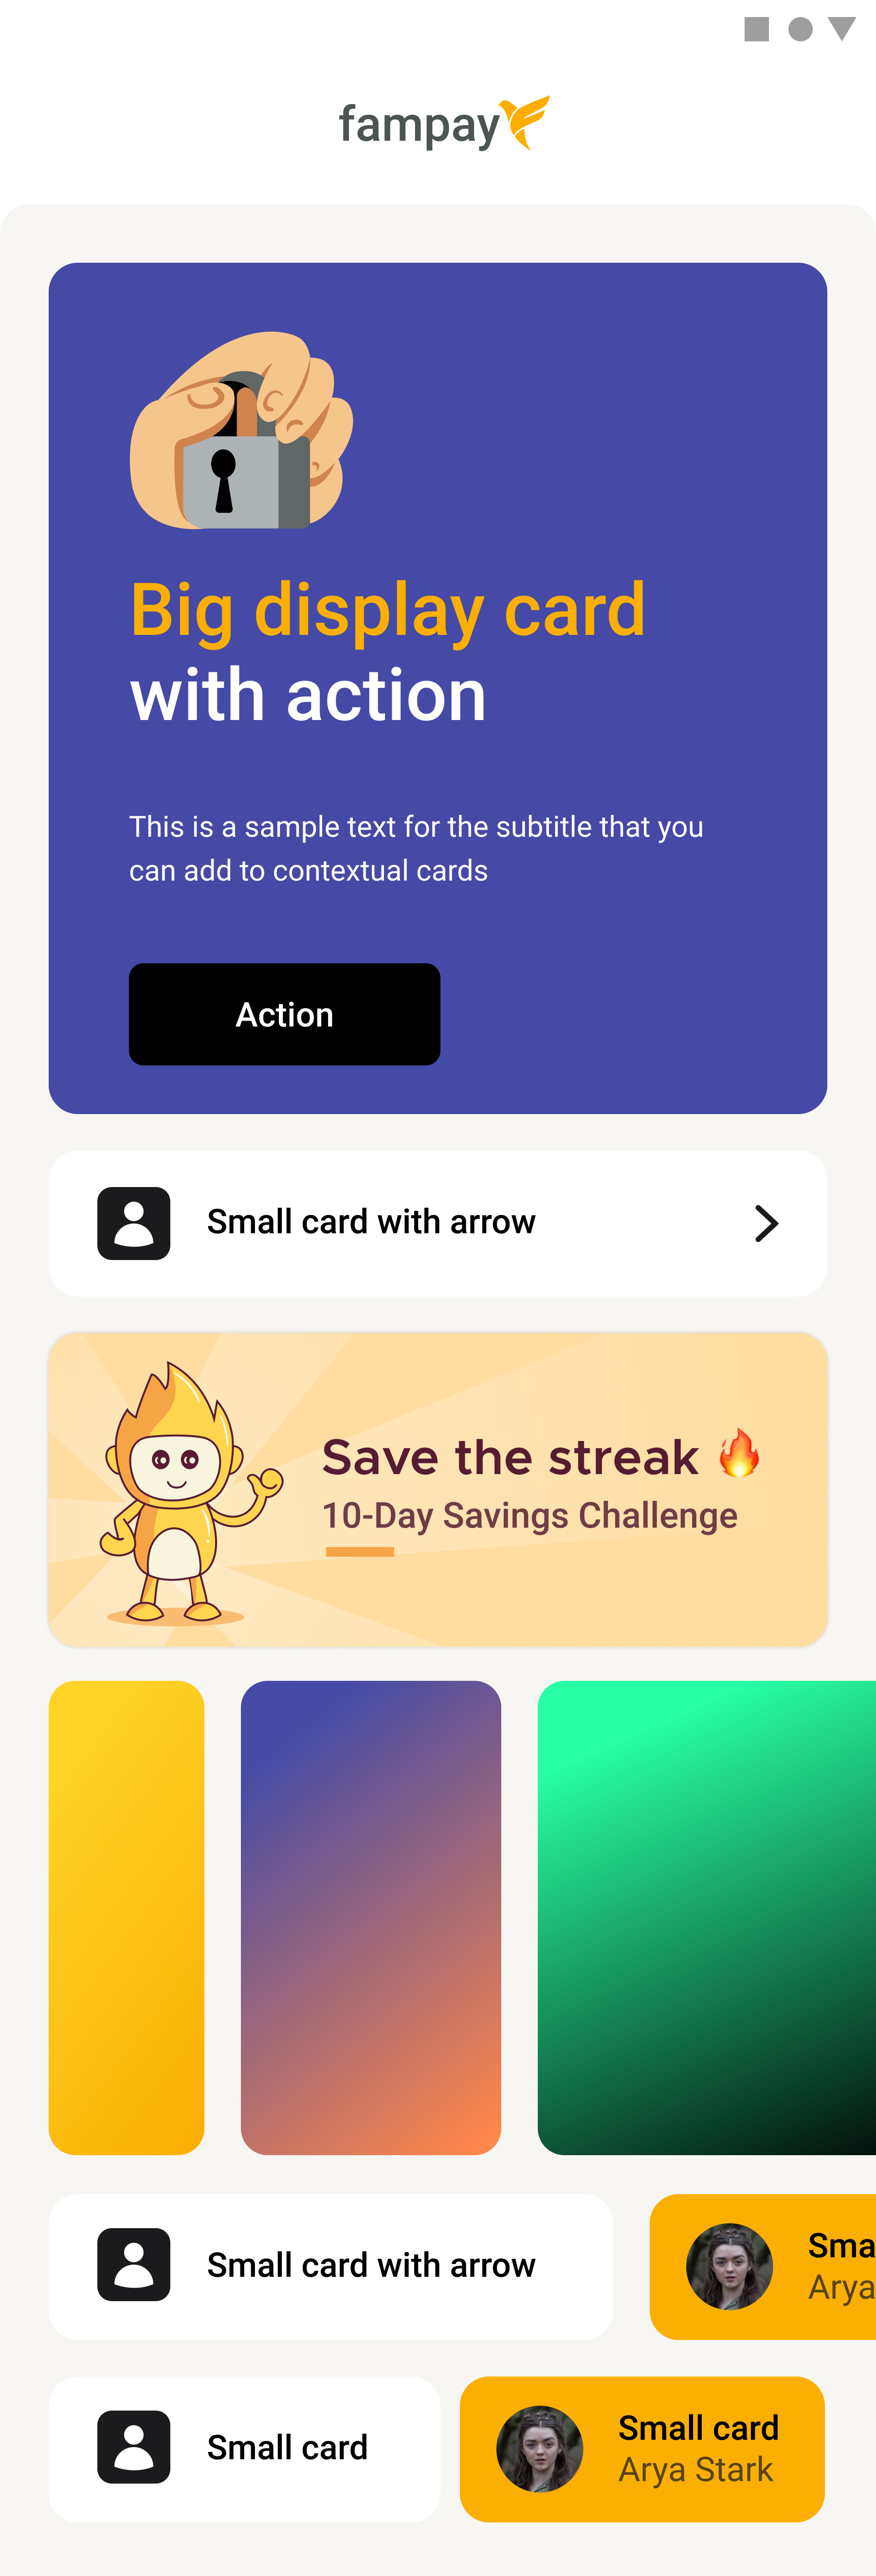 fampay
Big display card
with action
This is a sample text for the subtitle that you
can add to contextual cards
Action
Small card with arrow
Save the streak 🔥
10-Day Savings Challenge
Small card with arrow
Sma
Arya
Small card
Small card
Arya Stark